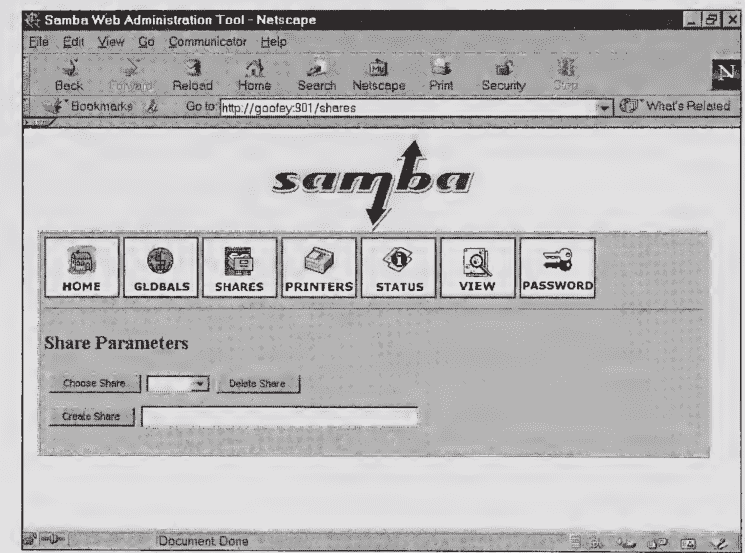 Samba Web Administration Tool - Netscape
File Edit View Go Communicator Help
Back Forward Reload Home Search Netscape Print Security Stop
Bookmarks Go to: http://goofey:901/shares What's Related
samba
HOME GLOBALS SHARES PRINTERS STATUS VIEW PASSWORD
Share Parameters
Choose Share Delete Share
Create Share
Document: Done